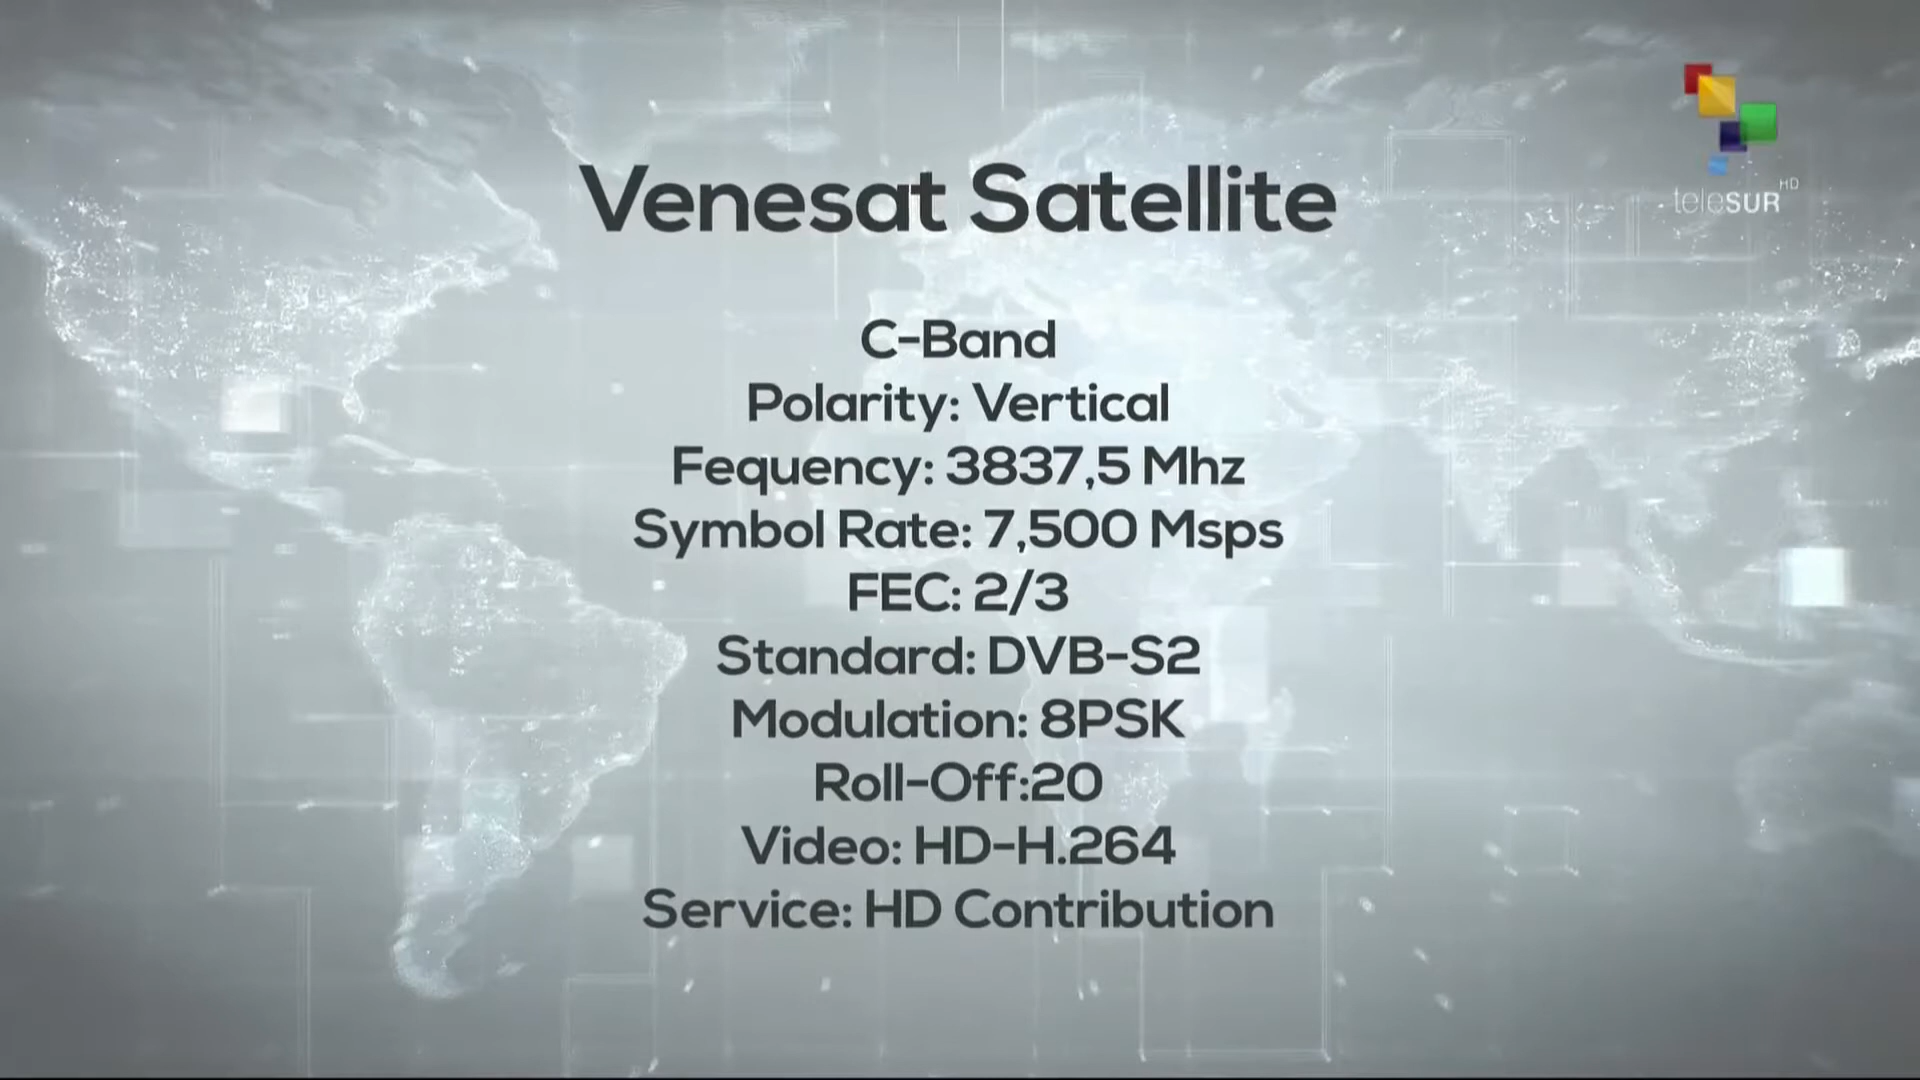 Venesat Satellite
teleSUR HD
C-Band
Polarity: Vertical
Fequency: 3837,5 Mhz
Symbol Rate: 7,500 Msps
FEC: 2/3
Standard: DVB-S2
Modulation: 8PSK
Roll-Off:20
Video: HD-H.264
Service: HD Contribution